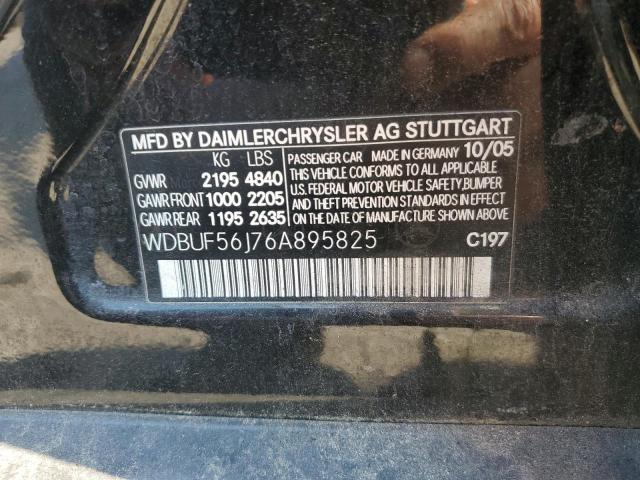 MFD BY DAIMLERCHRYSLER AG STUTTGART
KG LBS
GVWR 2195 4840
GAWR FRONT 1000 2205
GAWR REAR 1195 2635
PASSENGER CAR MADE IN GERMANY 10/05
THIS VEHICLE CONFORMS TO ALL APPLICABLE
U.S. FEDERAL MOTOR VEHICLE SAFETY, BUMPER
AND THEFT PREVENTION STANDARDS IN EFFECT
ON THE DATE OF MANUFACTURE SHOWN ABOVE.
WDBUF56J76A895825 C197